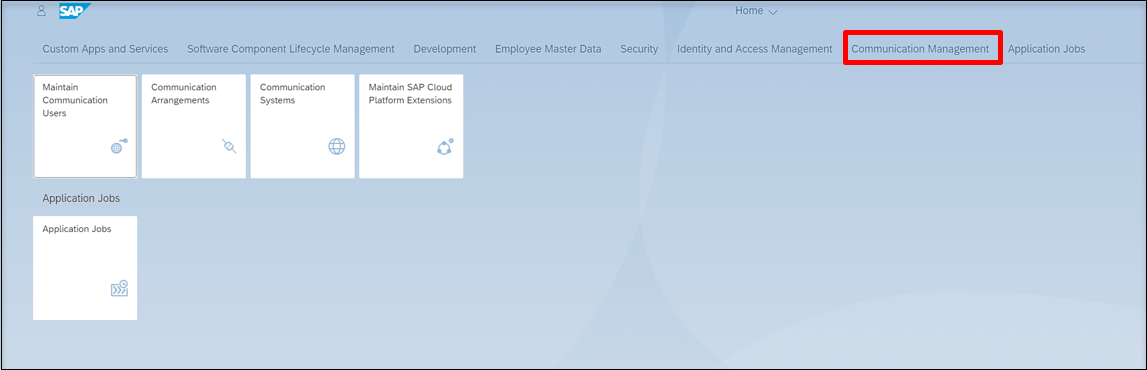 SAP
Home
Custom Apps and Services Software Component Lifecycle Management Development Employee Master Data Security Identity and Access Management Communication Management Application Jobs
Maintain
Communication
Users
Communication
Arrangements
Communication
Systems
Maintain SAP Cloud
Platform Extensions
Application Jobs
Application Jobs